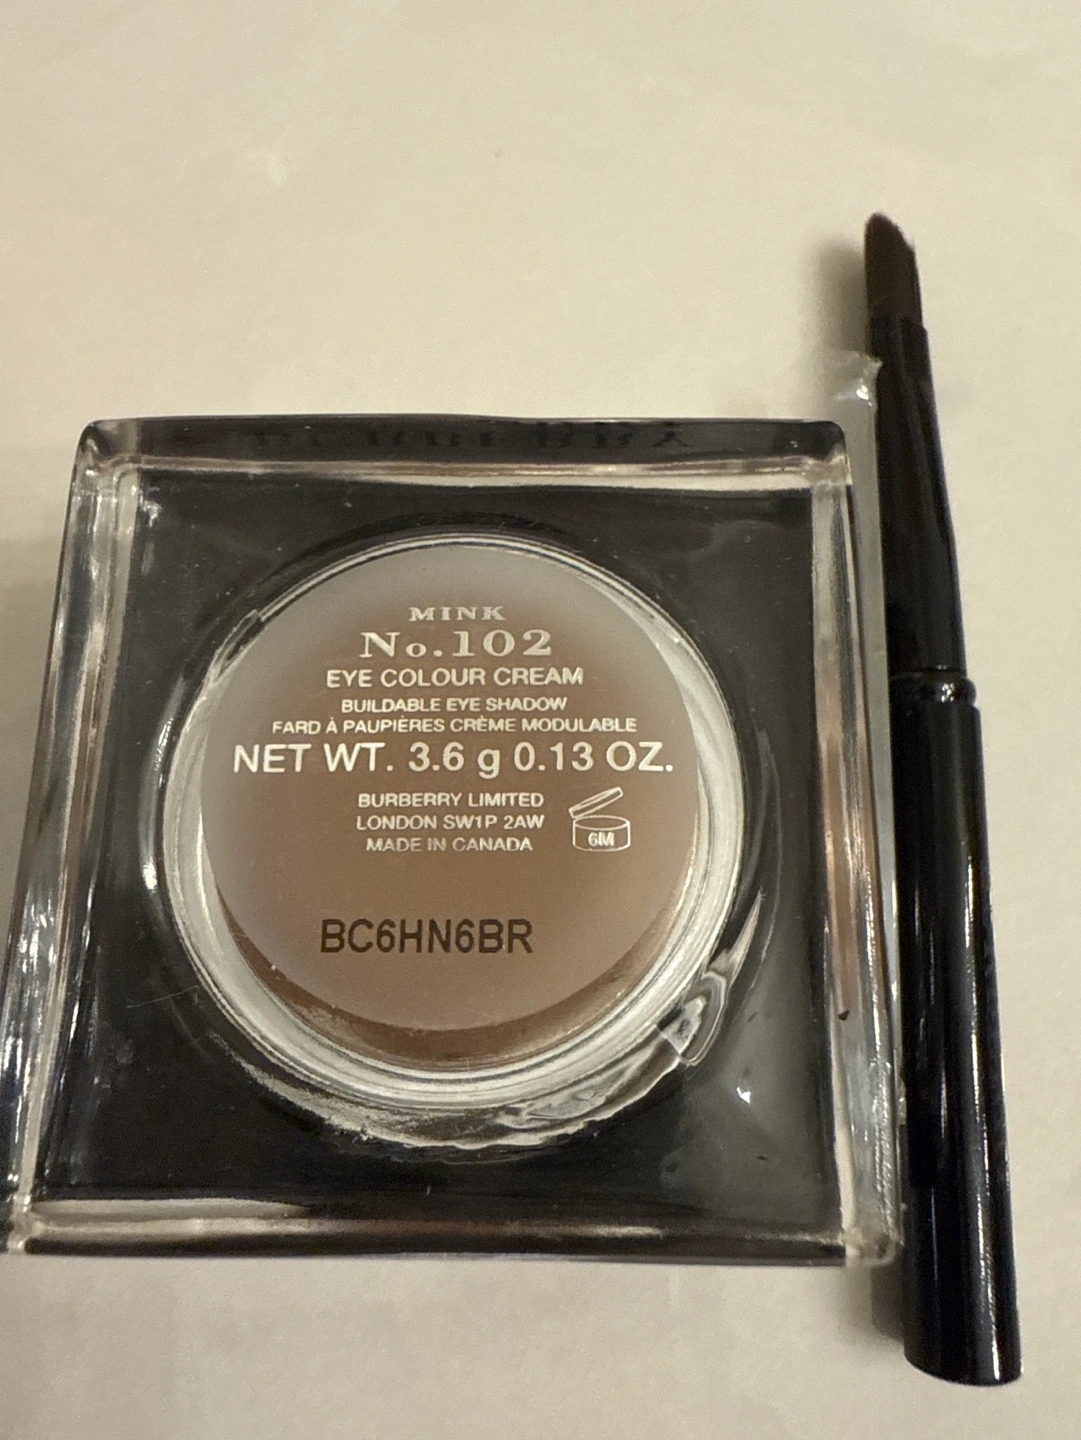 MINK
No.102
EYE COLOUR CREAM
BUILDABLE EYE SHADOW
FARD À PAUPIÈRES CRÈME MODULABLE
NET WT. 3.6 g 0.13 OZ.
BURBERRY LIMITED
LONDON SW1P 2AW
MADE IN CANADA
6M
BC6HN6BR